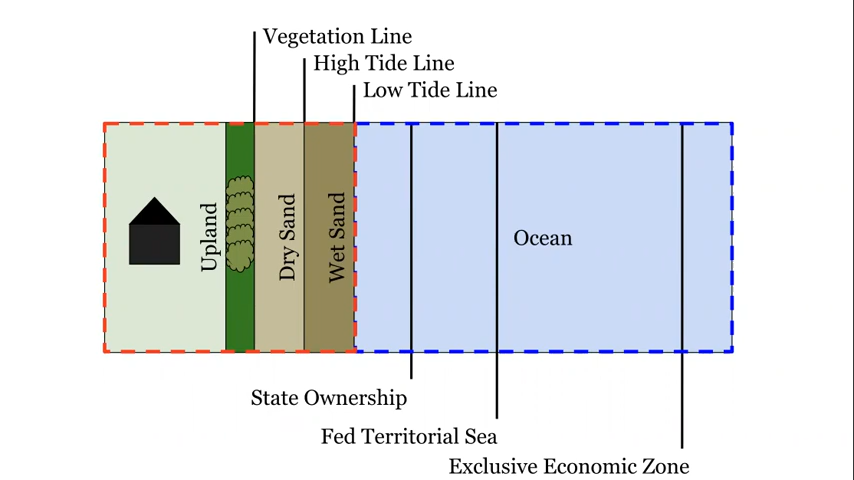 Vegetation Line
High Tide Line
Low Tide Line
Upland
Dry Sand
Wet Sand
Ocean
State Ownership
Fed Territorial Sea
Exclusive Economic Zone